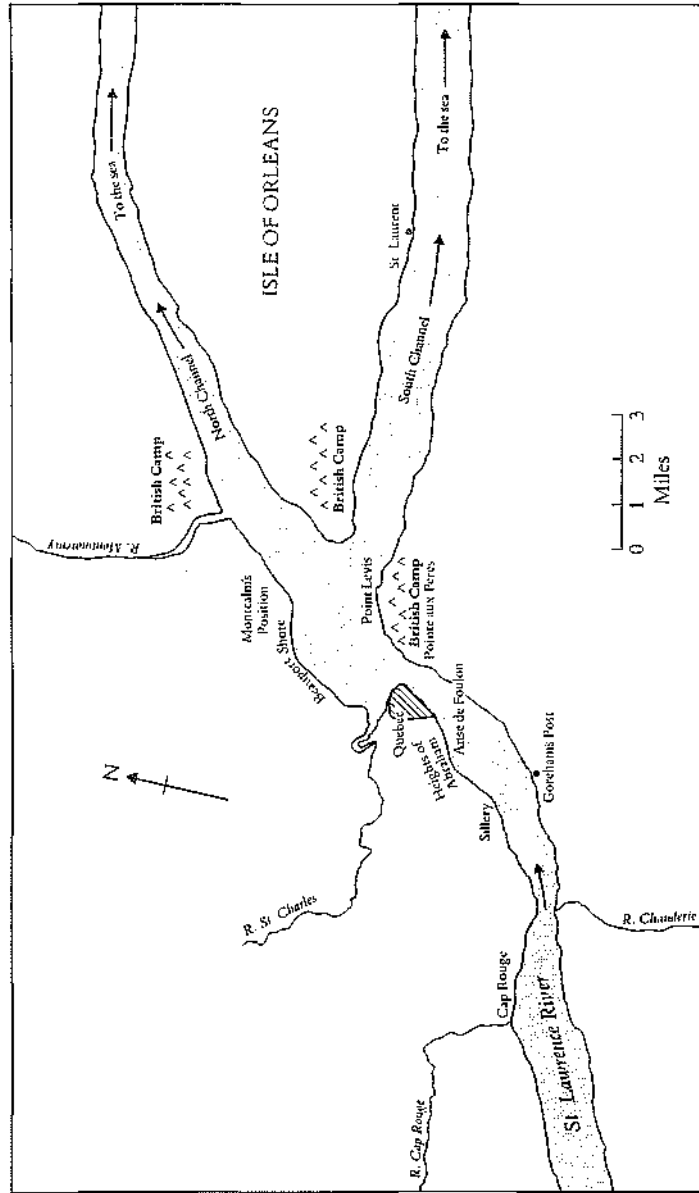 To the sea
ISLE OF ORLEANS
North Channel
British Camp
R. Montmorency
British Camp
St Laurent
To the sea
South Channel
Montcalm's
Position
Beauport Shore
Point Levis
British Camp
Pointe aux Peres
N
Quebec
Heights of
Abraham
Anse de Foulon
Sillery
Gorehams Post
R. St Charles
R. Chauderie
Cap Rouge
R. Cap Rouge
St. Lawrence River
0 1 2 3
Miles